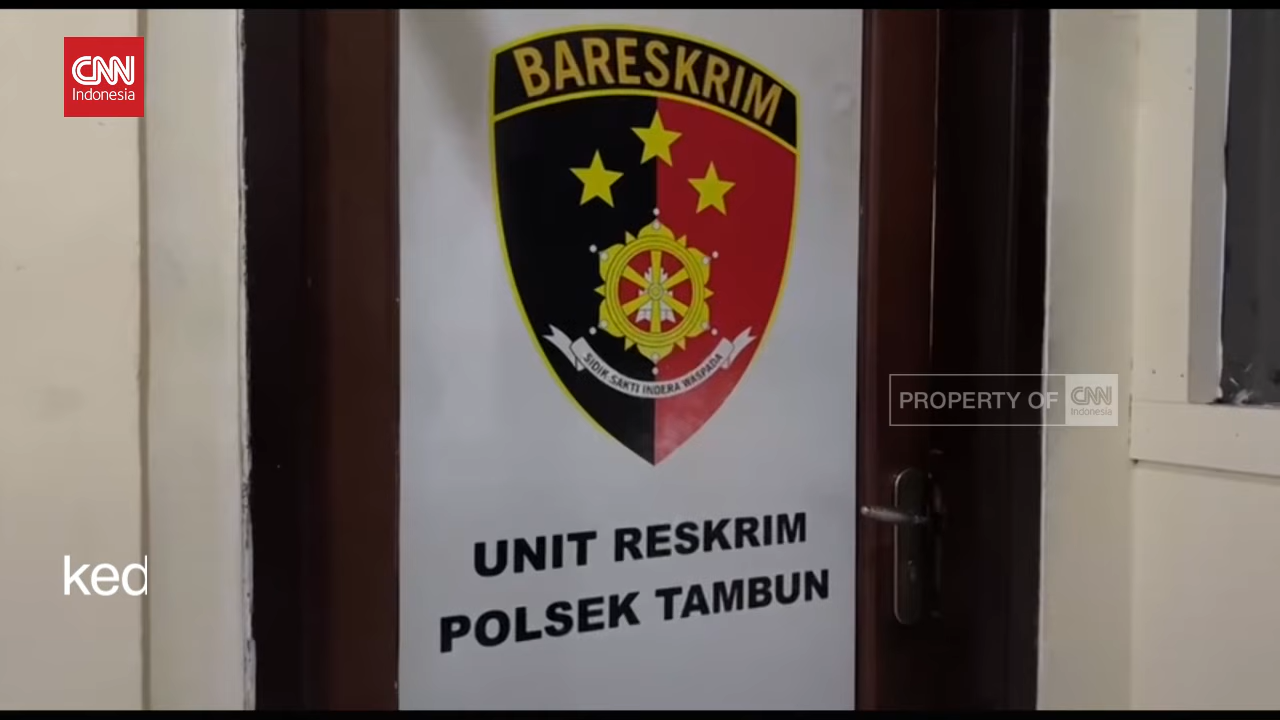 CNN
Indonesia
BARESKRIM
SIDIK SAKTI INDERA WASPADA
PROPERTY OF CNN
Indonesia
UNIT RESKRIM
POLSEK TAMBUN
ked